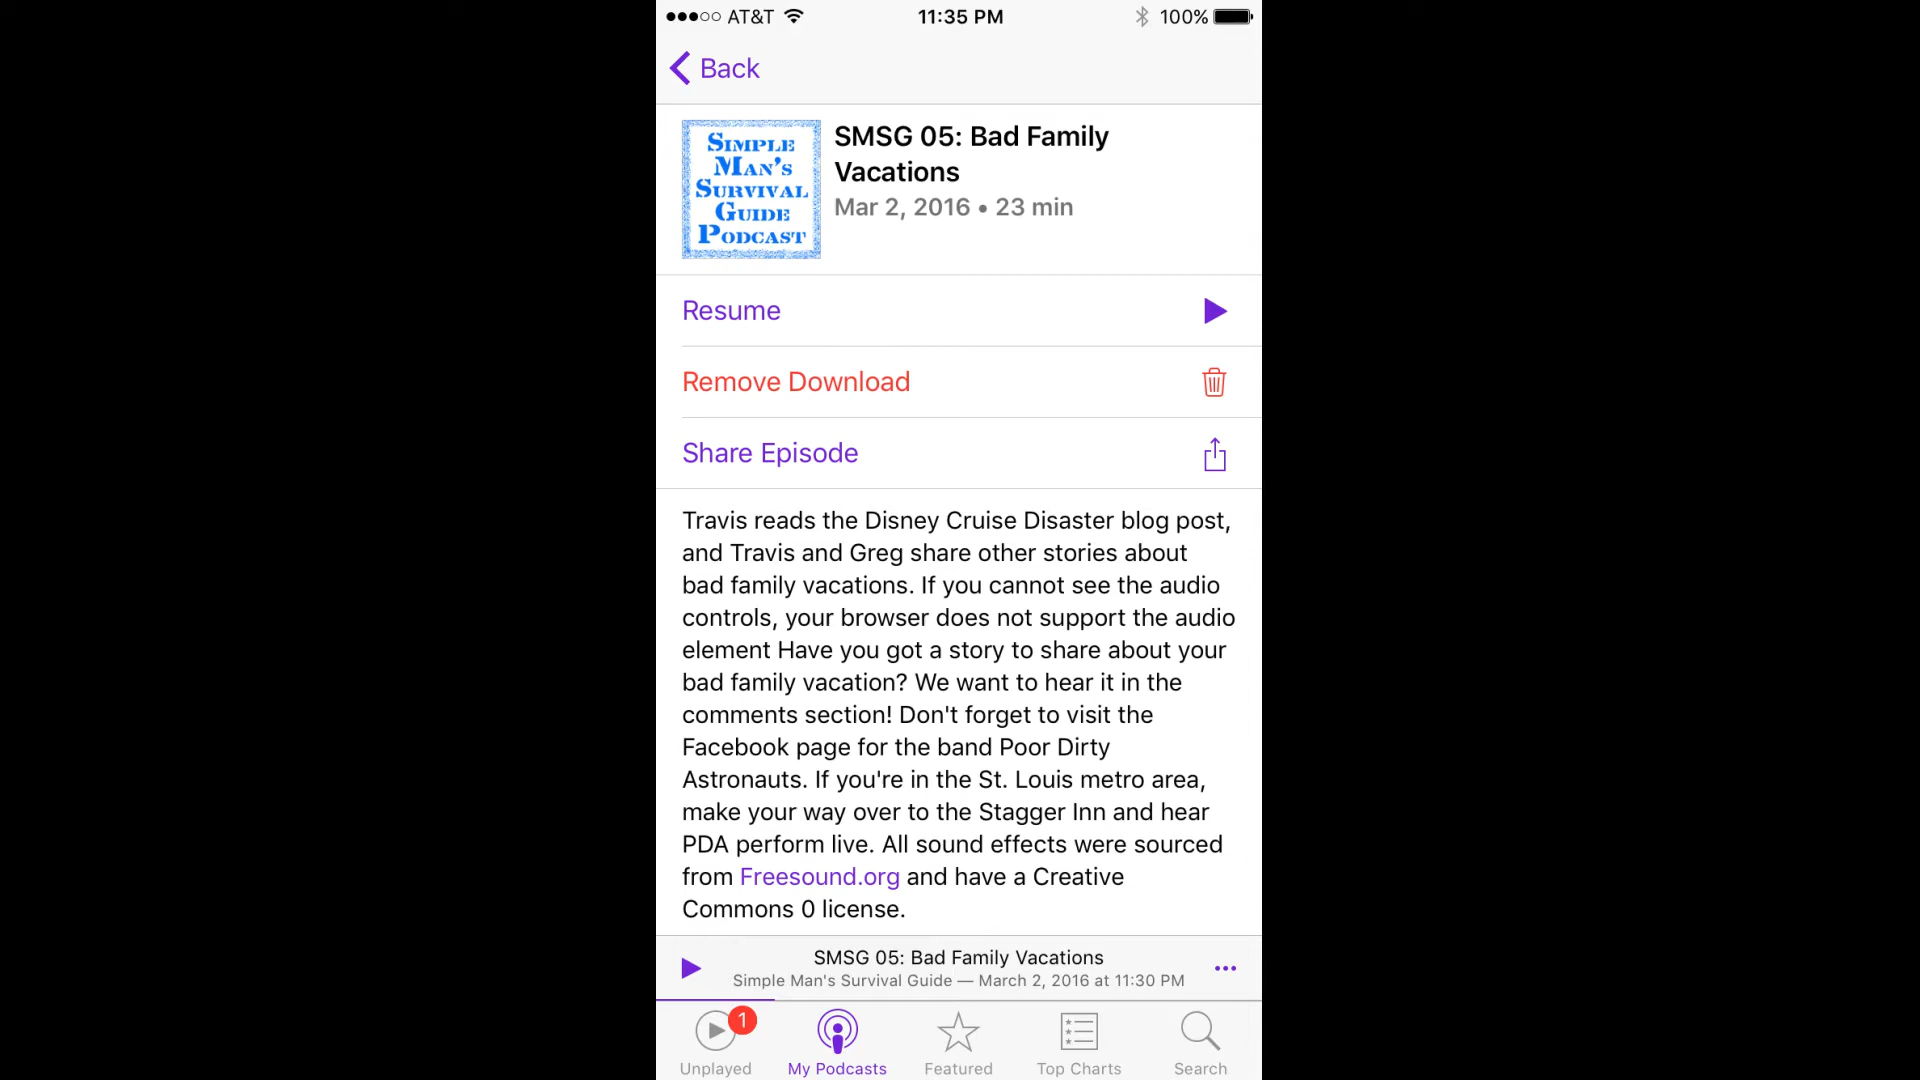 AT&T 11:35 PM 100%
Back
SIMPLE
MAN'S
SURVIVAL
GUIDE
PODCAST
SMSG 05: Bad Family
Vacations
Mar 2, 2016 • 23 min
Resume
Remove Download
Share Episode
Travis reads the Disney Cruise Disaster blog post,
and Travis and Greg share other stories about
bad family vacations. If you cannot see the audio
controls, your browser does not support the audio
element Have you got a story to share about your
bad family vacation? We want to hear it in the
comments section! Don't forget to visit the
Facebook page for the band Poor Dirty
Astronauts. If you're in the St. Louis metro area,
make your way over to the Stagger Inn and hear
PDA perform live. All sound effects were sourced
from Freesound.org and have a Creative
Commons 0 license.
SMSG 05: Bad Family Vacations
Simple Man's Survival Guide — March 2, 2016 at 11:30 PM
1
Unplayed My Podcasts Featured Top Charts Search